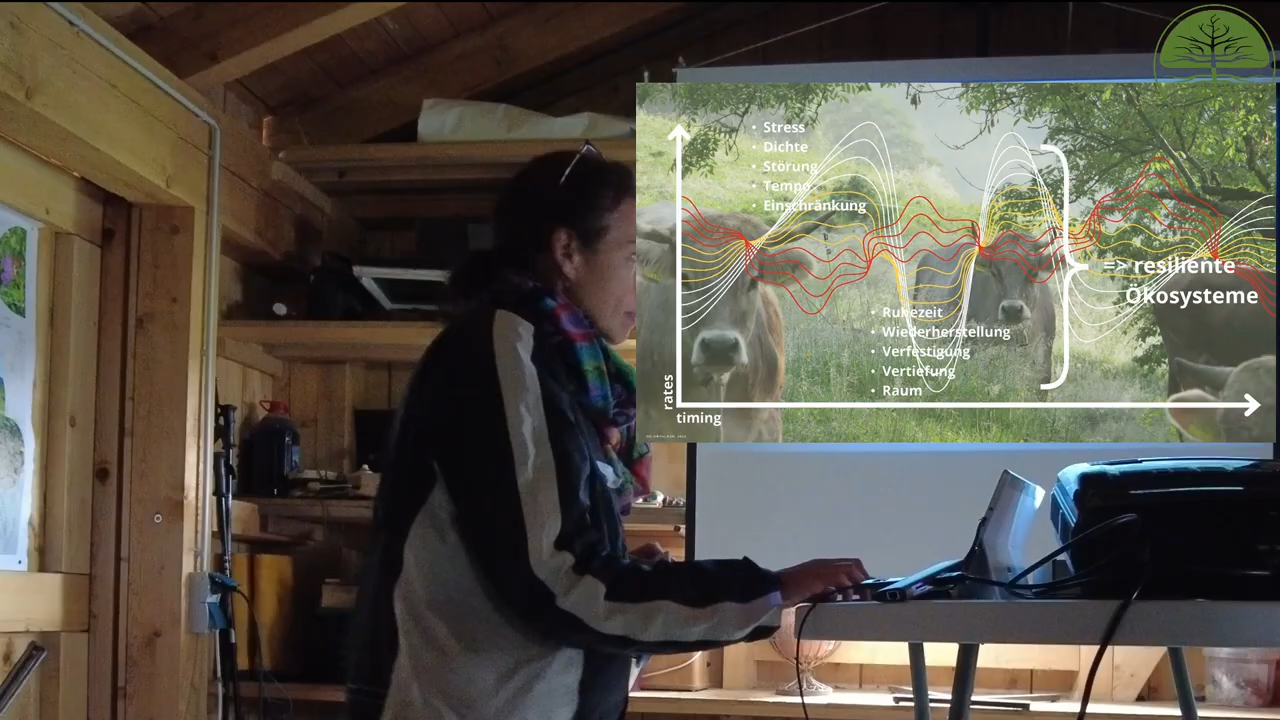 • Stress
• Dichte
• Störung
• Tempo
• Einschränkung
=> resiliente
Ökosysteme
• Ruhezeit
• Wiederherstellung
• Verfestigung
• Vertiefung
• Raum
rates
timing